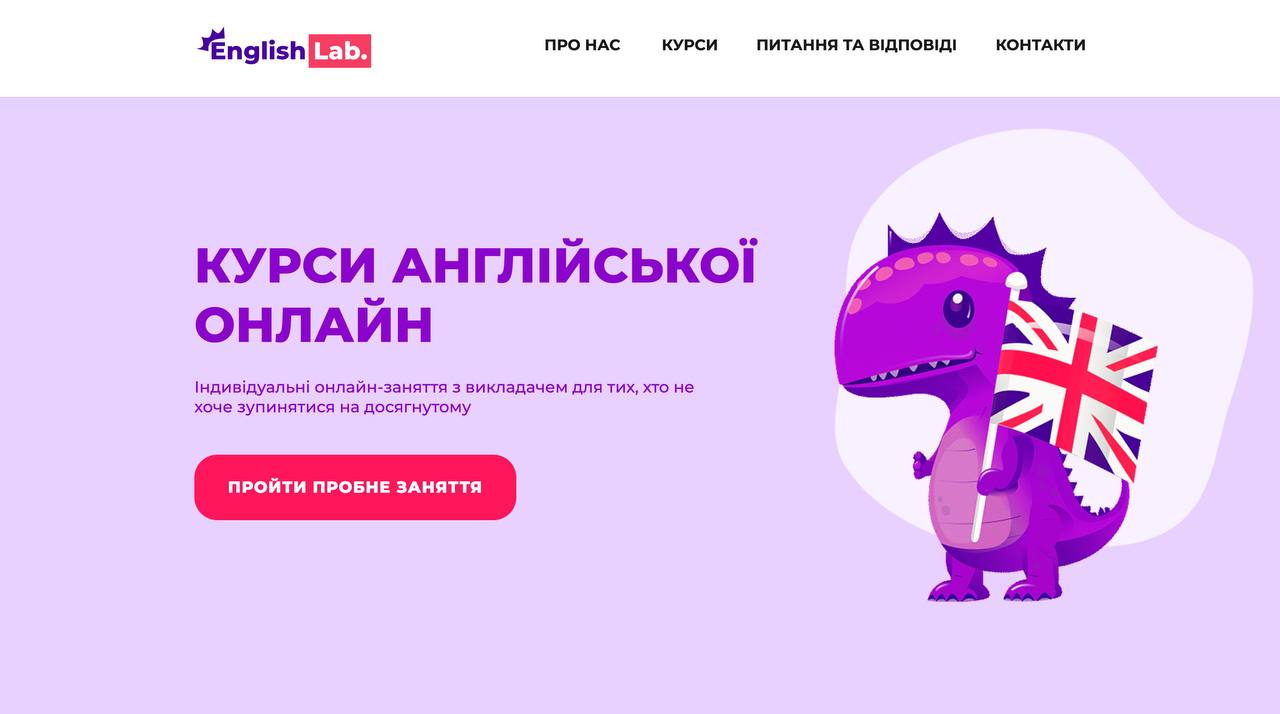 English Lab.
ПРО НАС
КУРСИ
ПИТАННЯ ТА ВІДПОВІДІ
КОНТАКТИ
КУРСИ АНГЛІЙСЬКОЇ
ОНЛАЙН
Індивідуальні онлайн-заняття з викладачем для тих, хто не
хоче зупинятися на досягнутому
ПРОЙТИ ПРОБНЕ ЗАНЯТТЯ